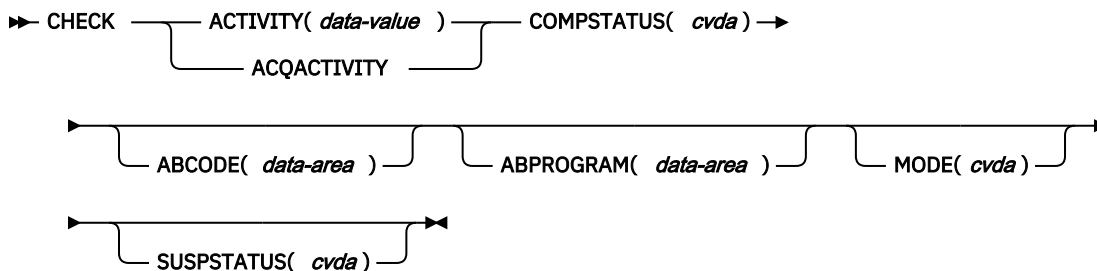 CHECK ACTIVITY( data-value ) COMPSTATUS( cvda )
ACQACTIVITY
ABCODE( data-area ) ABPROGRAM( data-area ) MODE( cvda )
SUSPSTATUS( cvda )